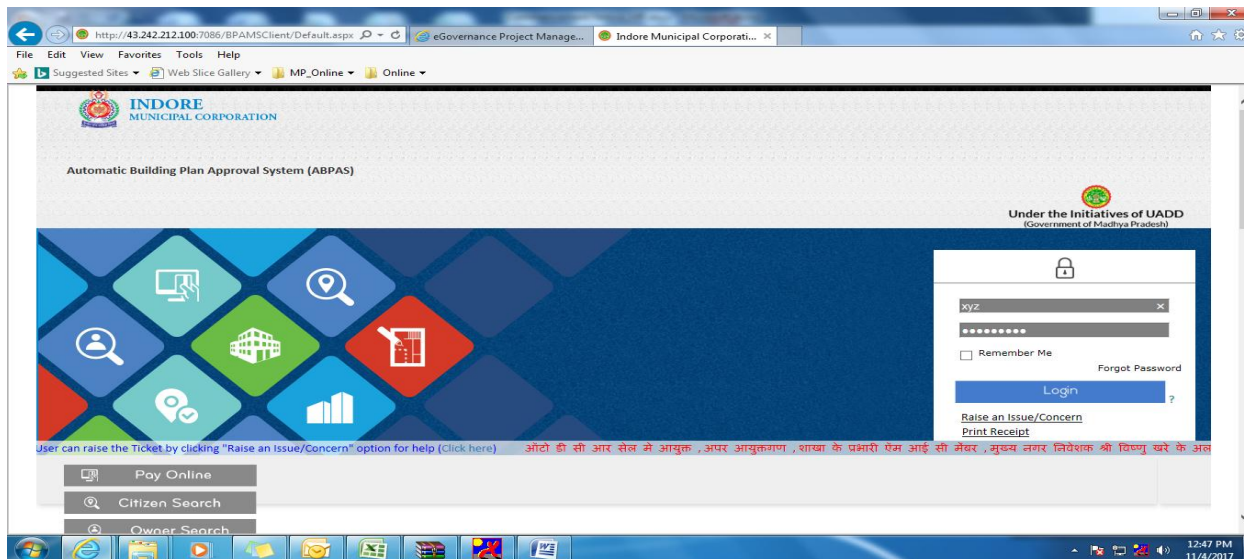 http://43.242.212.100:7086/BPAMSClient/Default.aspx
eGovernance Project Manage...
Indore Municipal Corporati...
File Edit View Favorites Tools Help
Suggested Sites Web Slice Gallery MP_Online Online
INDORE
MUNICIPAL CORPORATION
Automatic Building Plan Approval System (ABPAS)
Under the Initiatives of UADD
(Government of Madhya Pradesh)
xyz
Remember Me
Forgot Password
Login
?
Raise an Issue/Concern
Print Receipt
User can raise the Ticket by clicking "Raise an Issue/Concern" option for help (Click here) ऑटो डी सी आर सेल मे आयुक्त ,अपर आयुक्तगण ,शाखा के प्रभारी ऐम आई सी मेंबर ,मुख्य नगर निवेशक श्री विष्णु खरे के अल
Pay Online
Citizen Search
Owner Search
12:47 PM
11/4/2017